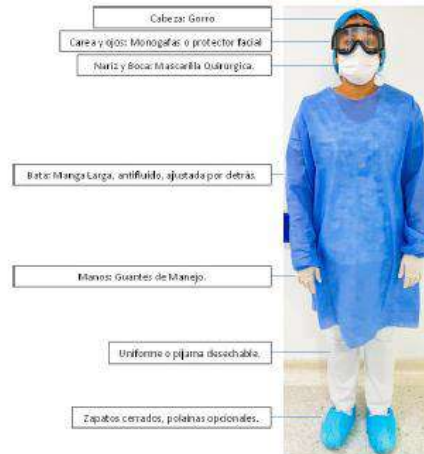 Cabeza: Gorro
Carea y ojos: Monogafas o protector facial
Nariz y Boca: Mascarilla Quirurgica.
Bata: Manga Larga, antifluido, ajustada por detrás
Manos: Guantes de Manejo.
Uniforme o pijama desechable.
Zapatos cerrados, polainas opcionales.